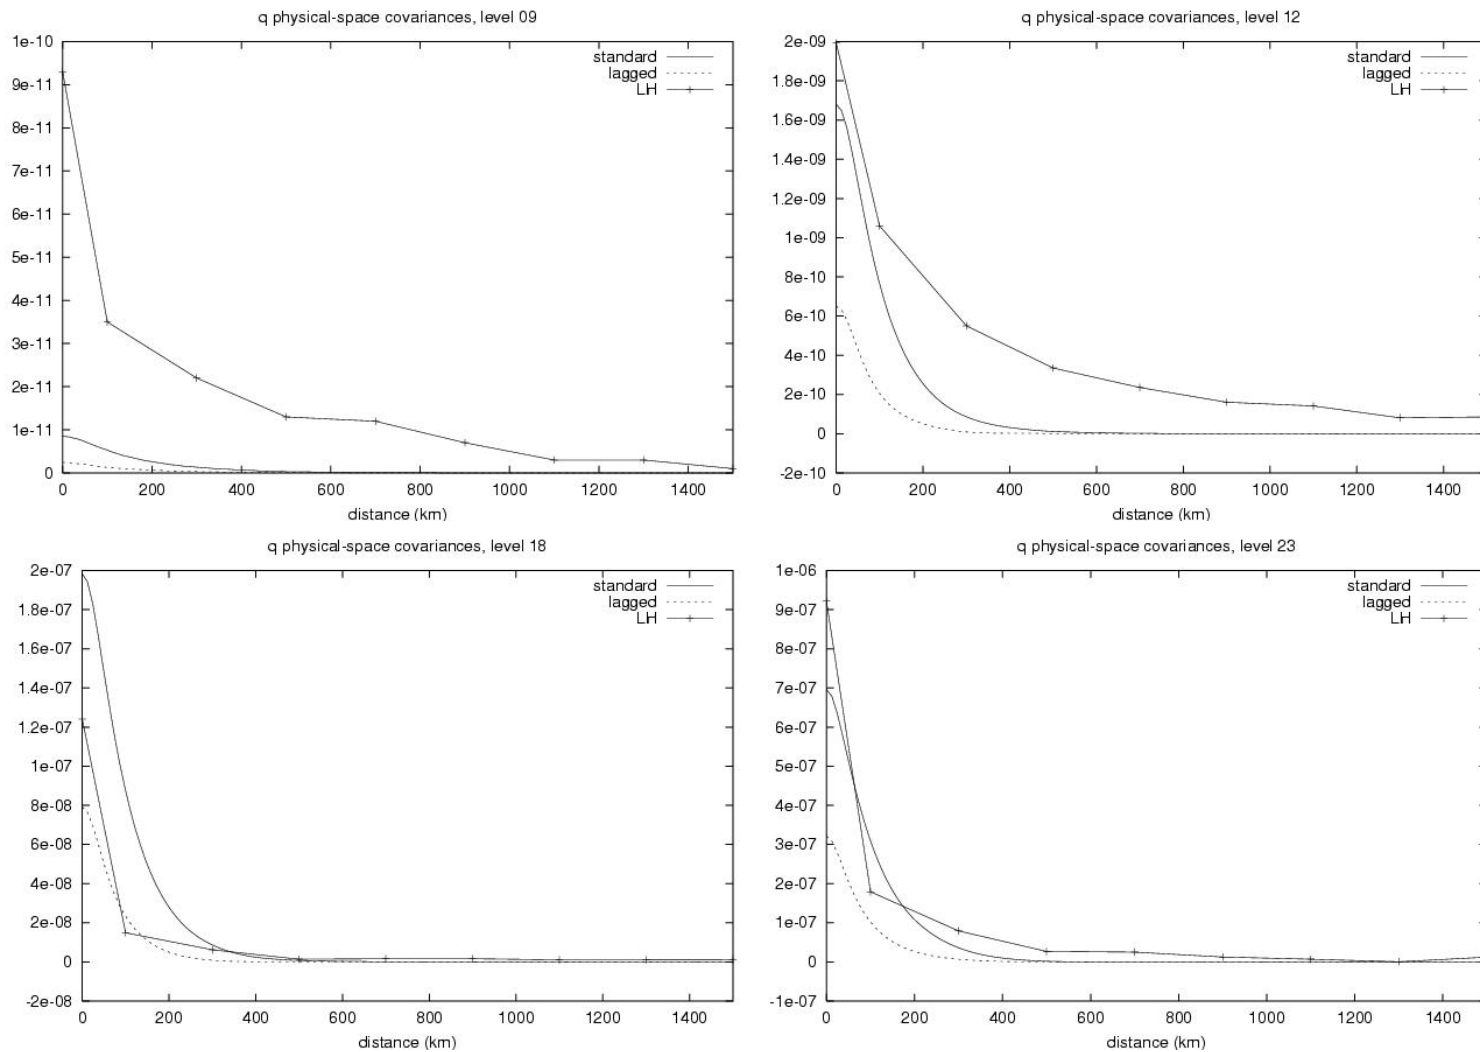 q physical-space covariances, level 09
1e-10
9e-11
8e-11
7e-11
6e-11
5e-11
4e-11
3e-11
2e-11
1e-11
0
standard
lagged
LH
0 200 400 600 800 1000 1200 1400
distance (km)
q physical-space covariances, level 12
2e-09
1.8e-09
1.6e-09
1.4e-09
1.2e-09
1e-09
8e-10
6e-10
4e-10
2e-10
0
-2e-10
standard
lagged
LH
0 200 400 600 800 1000 1200 1400
distance (km)
q physical-space covariances, level 18
2e-07
1.8e-07
1.6e-07
1.4e-07
1.2e-07
1e-07
8e-08
6e-08
4e-08
2e-08
0
-2e-08
standard
lagged
LH
0 200 400 600 800 1000 1200 1400
distance (km)
q physical-space covariances, level 23
1e-06
9e-07
8e-07
7e-07
6e-07
5e-07
4e-07
3e-07
2e-07
1e-07
0
-1e-07
standard
lagged
LH
0 200 400 600 800 1000 1200 1400
distance (km)